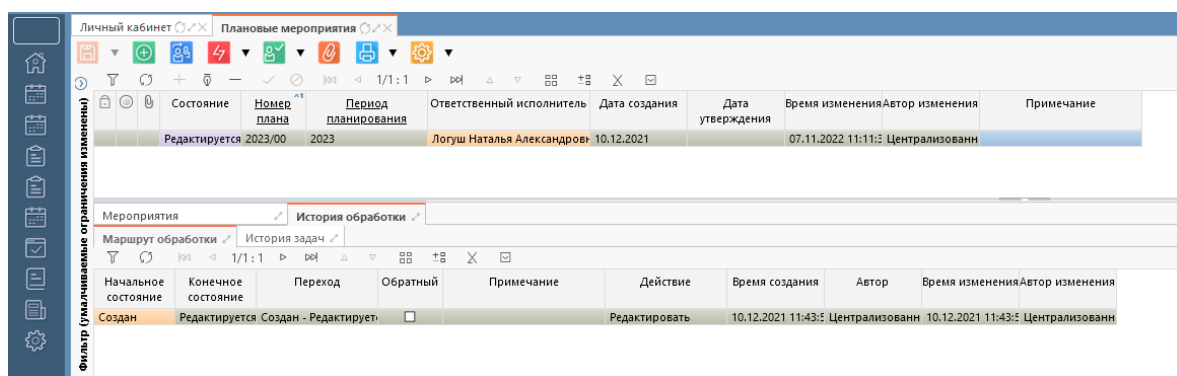 Личный кабинет Плановые мероприятия
1/1 : 1
Состояние Номер плана ^1 Период планирования Ответственный исполнитель Дата создания Дата утверждения Время изменения Автор изменения Примечание
Редактируется 2023/00 2023 Логуш Наталья Александровн 10.12.2021 07.11.2022 11:11:3 Централизованн
Фильтр (умалчиваемые ограничения изменены)
Мероприятия История обработки
Маршрут обработки История задач
1/1 : 1
Начальное состояние Конечное состояние Переход Обратный Примечание Действие Время создания Автор Время изменения Автор изменения
Создан Редактируется Создан - Редактирует Редактировать 10.12.2021 11:43:5 Централизованн 10.12.2021 11:43:5 Централизованн